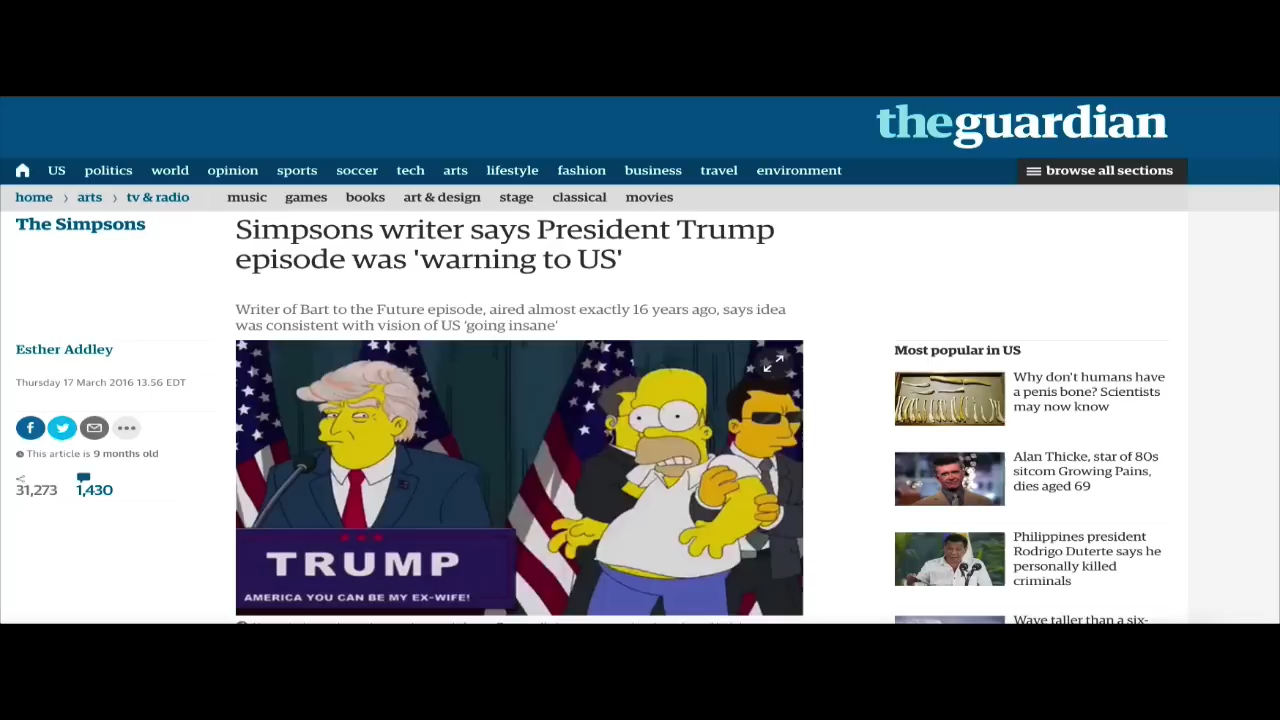 theguardian
US politics world opinion sports soccer tech arts lifestyle fashion business travel environment
browse all sections
home › arts › tv & radio music games books art & design stage classical movies
The Simpsons
Simpsons writer says President Trump
episode was 'warning to US'
Writer of Bart to the Future episode, aired almost exactly 16 years ago, says idea
was consistent with vision of US 'going insane'
Esther Addley
Thursday 17 March 2016 13.56 EDT
This article is 9 months old
31,273 1,430
TRUMP
AMERICA YOU CAN BE MY EX-WIFE!
Most popular in US
Why don't humans have
a penis bone? Scientists
may now know
Alan Thicke, star of 80s
sitcom Growing Pains,
dies aged 69
Philippines president
Rodrigo Duterte says he
personally killed
criminals
Wave taller than a six-